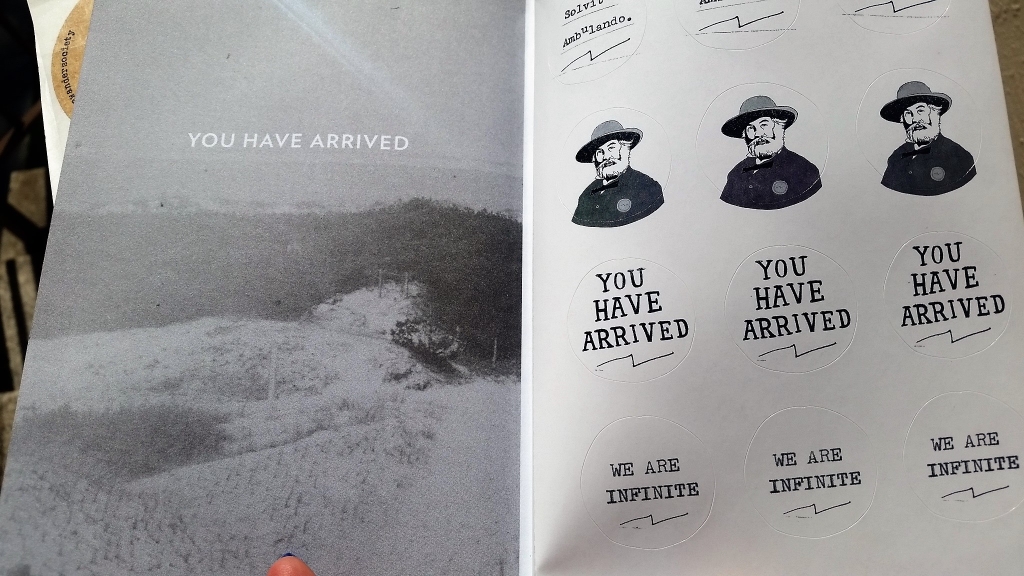 YOU HAVE ARRIVED
Solvit
Ambulando.
YOU
HAVE
ARRIVED
YOU
HAVE
ARRIVED
YOU
HAVE
ARRIVED
WE ARE
INFINITE
WE ARE
INFINITE
WE ARE
INFINITE